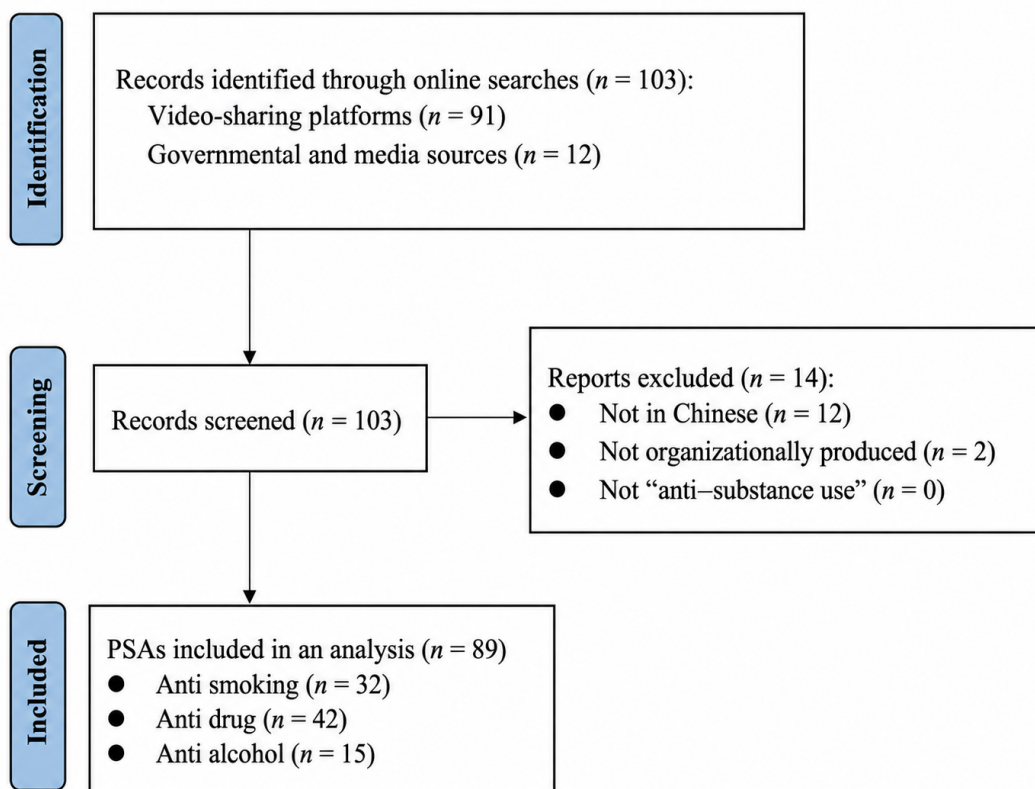 Identification
Records identified through online searches (n = 103):
Video-sharing platforms (n = 91)
Governmental and media sources (n = 12)
Screening
Records screened (n = 103)
Reports excluded (n = 14):
● Not in Chinese (n = 12)
● Not organizationally produced (n = 2)
● Not “anti–substance use” (n = 0)
Included
PSAs included in an analysis (n = 89)
● Anti smoking (n = 32)
● Anti drug (n = 42)
● Anti alcohol (n = 15)